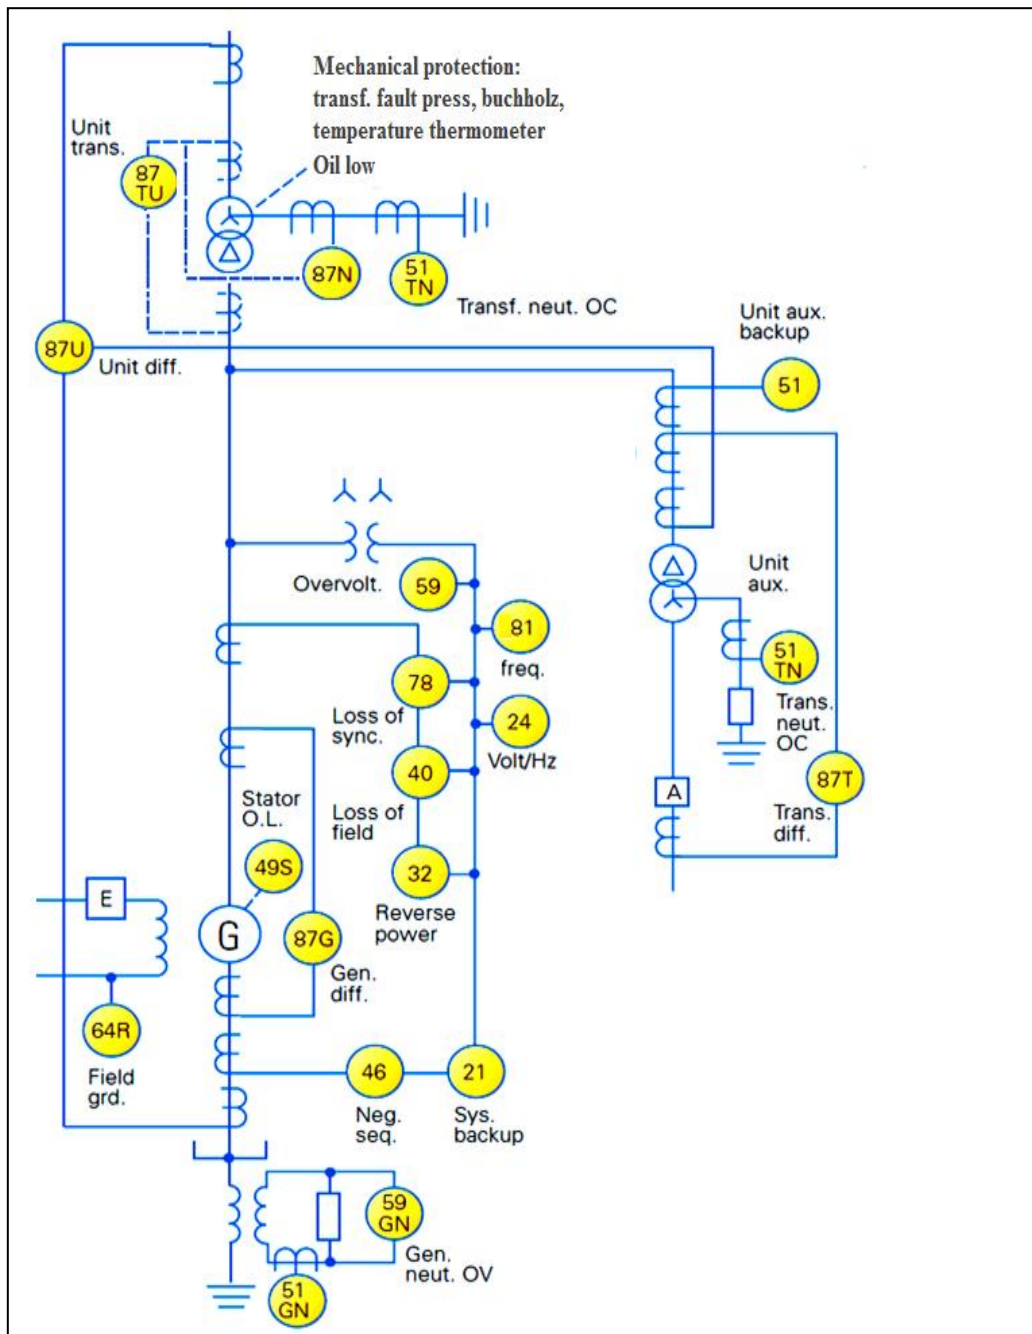 Mechanical protection:
transf. fault press, buchholz,
temperature thermometer
Oil low
Unit
trans.
87
TU
87N
51
TN
Transf. neut. OC
87U
Unit diff.
Unit aux.
backup
51
Overvolt.
59
81
freq.
78
Loss of
sync.
24
Volt/Hz
40
Loss of
field
32
Reverse
power
Unit
aux.
51
TN
Trans.
neut.
OC
A
87T
Trans.
diff.
Stator
O.L.
49S
E
G
87G
Gen.
diff.
64R
Field
grd.
46
Neg.
seq.
21
Sys.
backup
59
GN
Gen.
neut. OV
51
GN